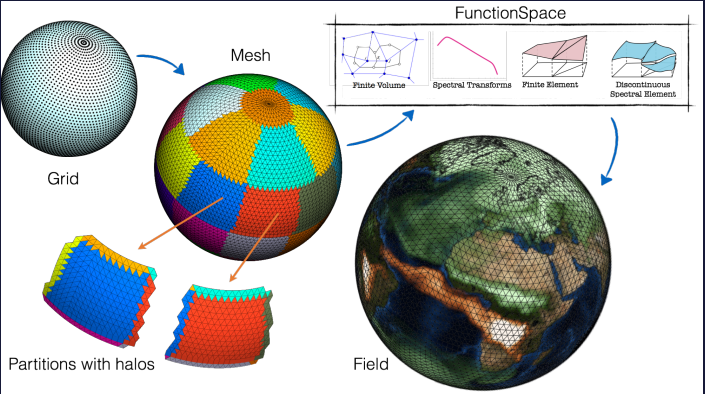 FunctionSpace
Mesh
Finite Volume
Spectral Transforms
Finite Element
Discontinuous
Spectral Element
Grid
Partitions with halos
Field